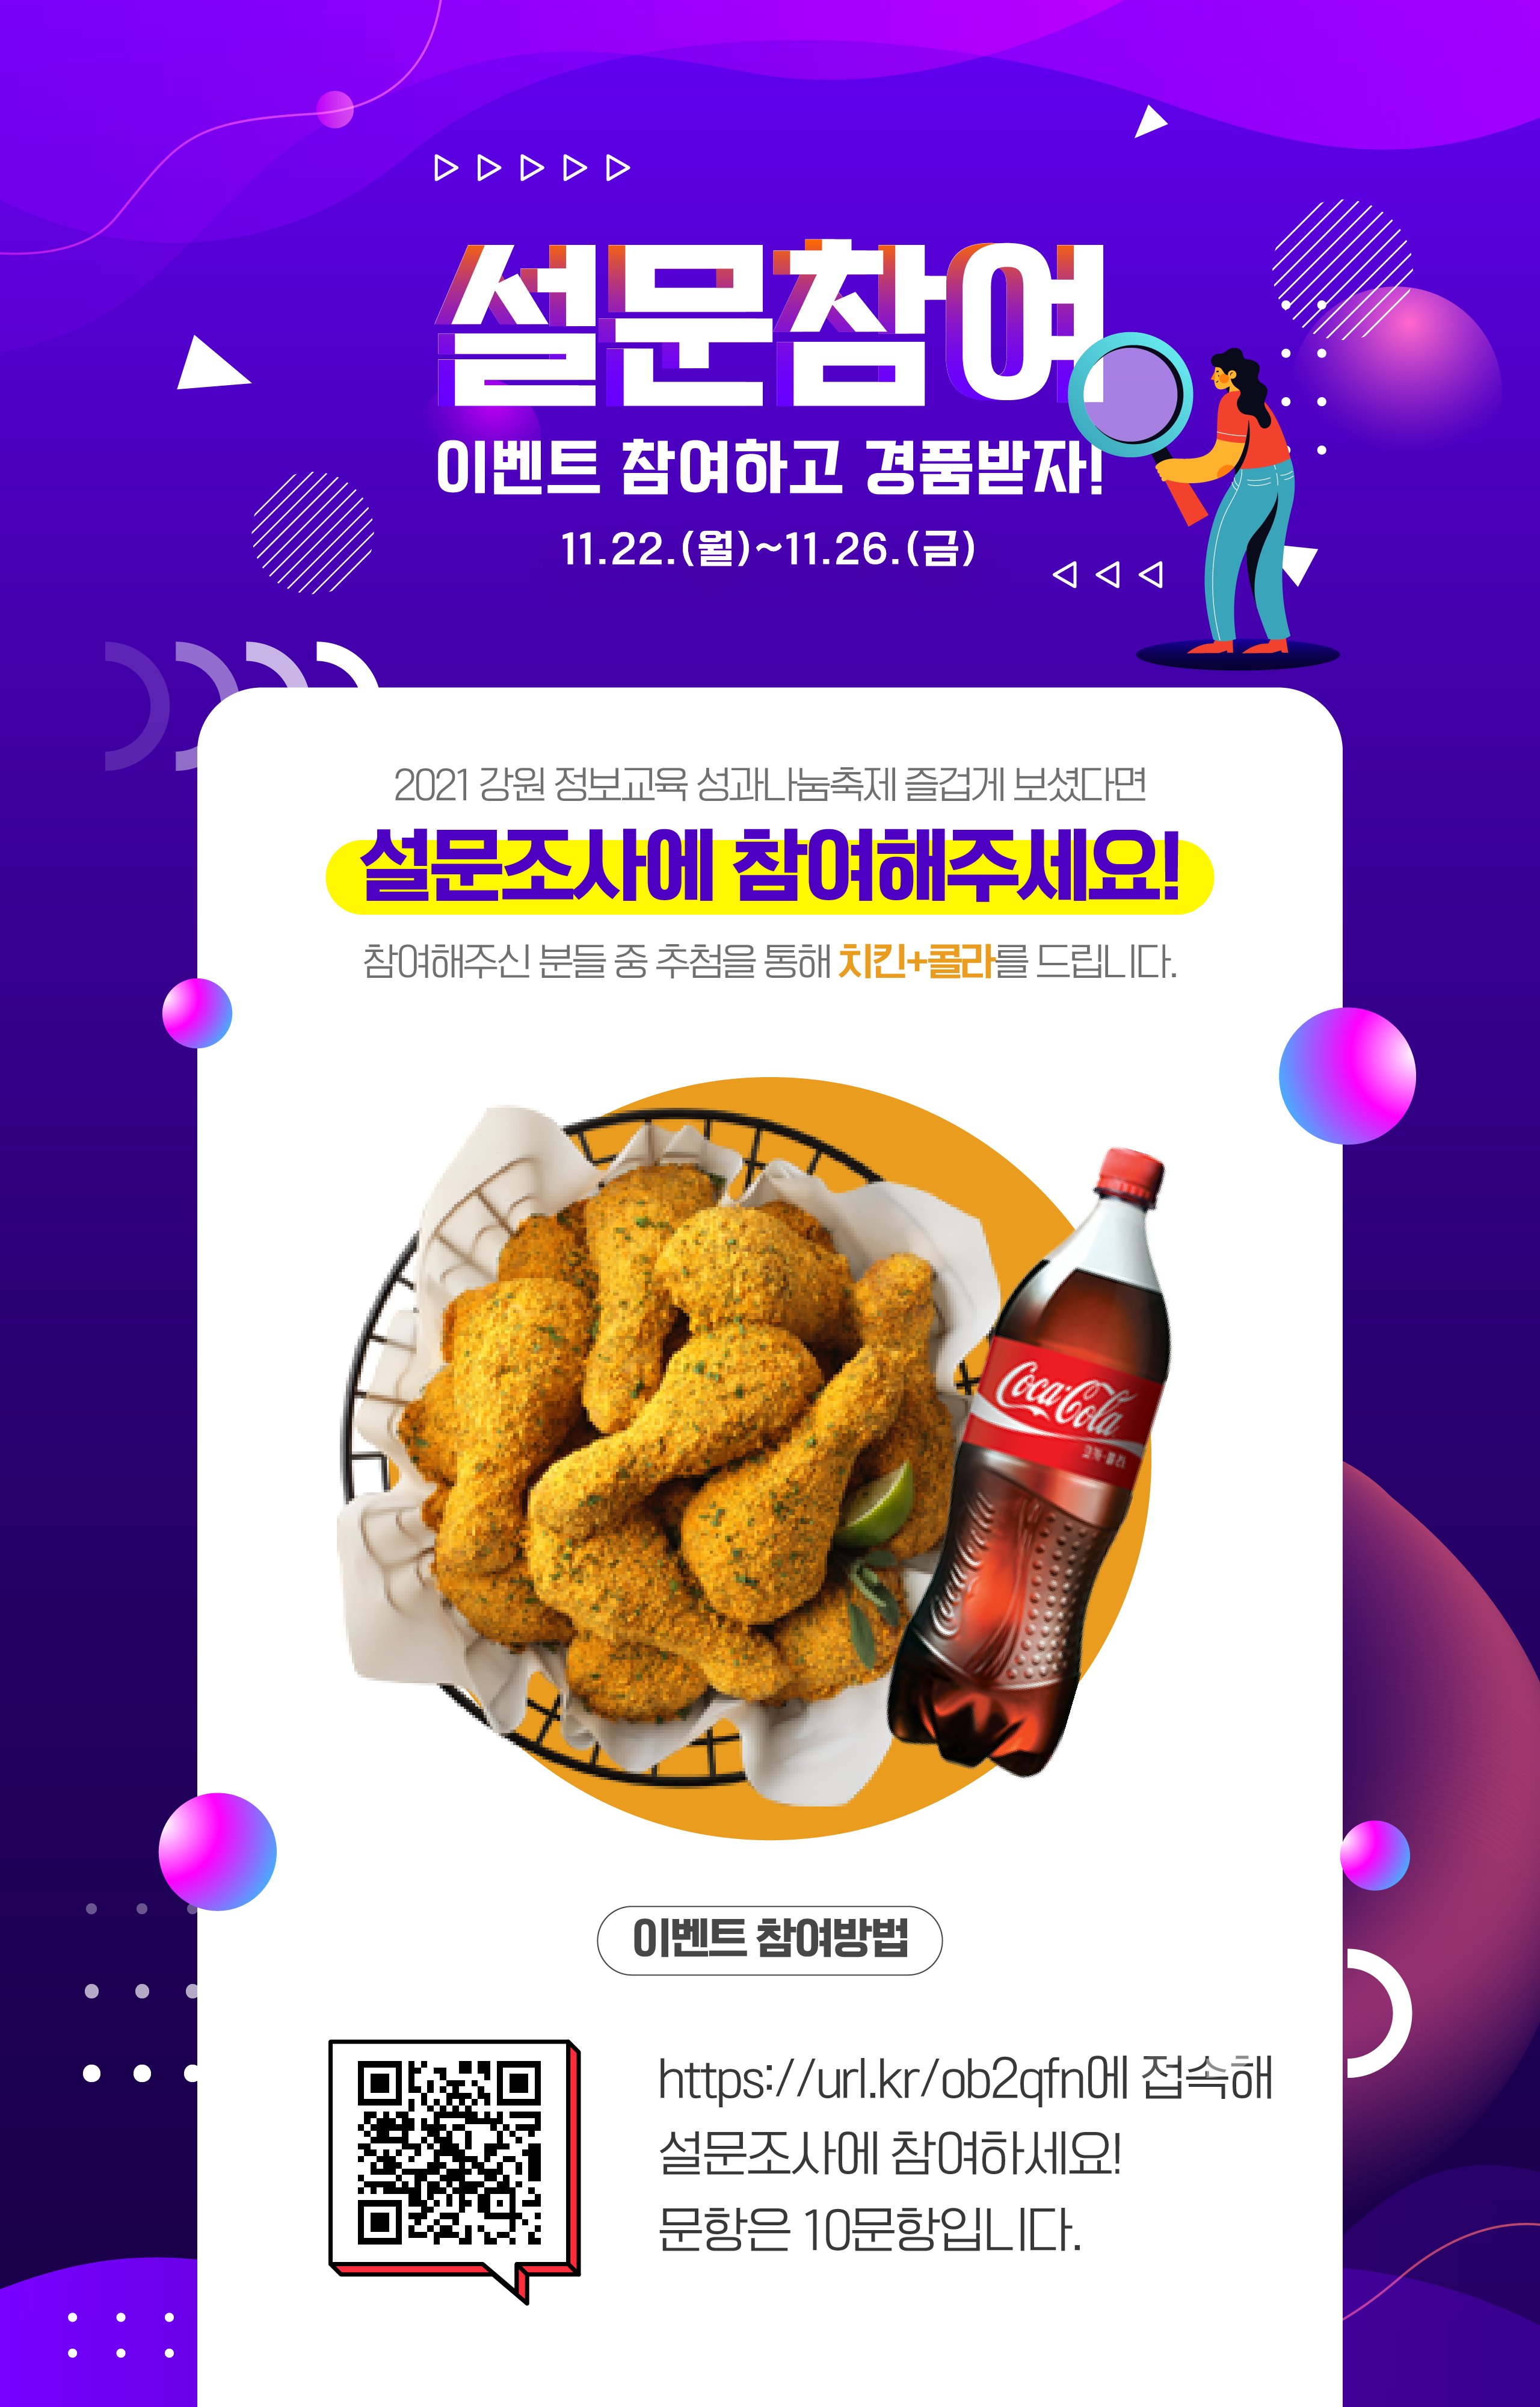 설문참여
이벤트 참여하고 경품받자!
11.22.(월)~11.26.(금)
2021 강원 정보교육 성과나눔축제 즐겁게 보셨다면
설문조사에 참여해주세요!
참여해주신 분들 중 추첨을 통해 치킨+콜라를 드립니다.
Coca-Cola
코카-콜라
이벤트 참여방법
https://url.kr/ob2qfn에 접속해
설문조사에 참여하세요!
문항은 10문항입니다.